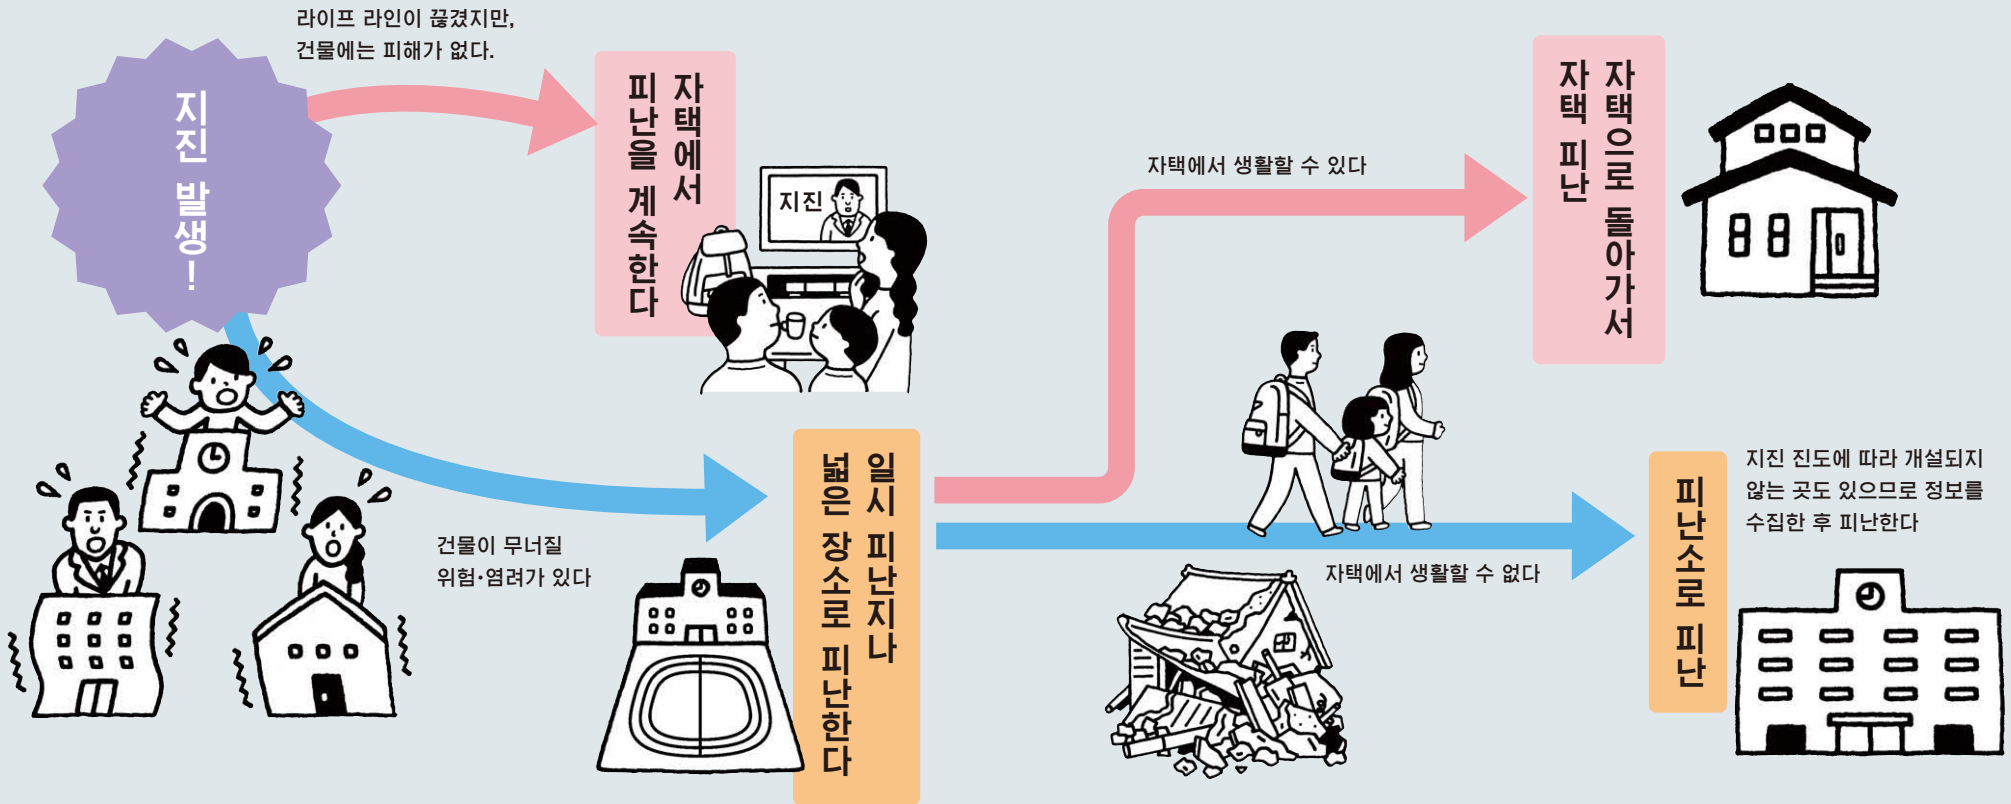 지진 발생!
라이프 라인이 끊겼지만,
건물에는 피해가 없다.
자택에서
피난을 계속한다
지진
건물이 무너질
위험·염려가 있다
일시 피난지나
넓은 장소로 피난한다
자택에서 생활할 수 있다
자택으로 돌아가서
자택 피난
자택에서 생활할 수 없다
피난소로 피난
지진 진도에 따라 개설되지
않는 곳도 있으므로 정보를
수집한 후 피난한다